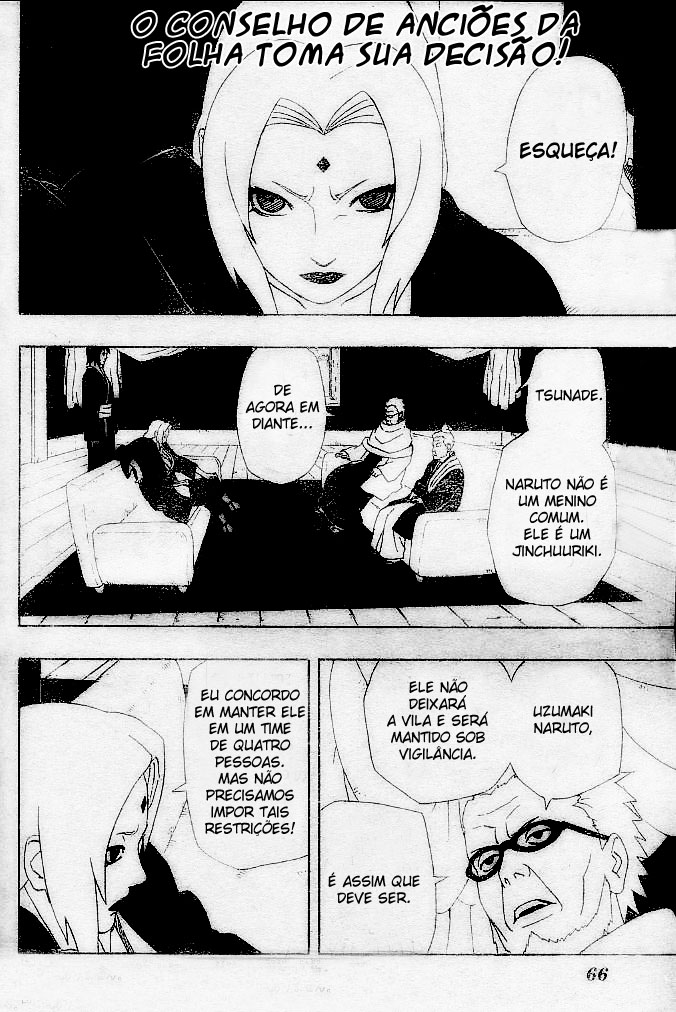 O CONSELHO DE ANCIÕES DA
FOLHA TOMA SUA DECISÃO!
ESQUEÇA!
TSUNADE.
NARUTO NÃO É
UM MENINO
COMUM.
ELE É UM
JINCHUURIKI.
DE
AGORA EM
DIANTE...
UZUMAKI
NARUTO,
ELE NÃO
DEIXARÁ
A VILA E SERÁ
MANTIDO SOB
VIGILÂNCIA.
É ASSIM QUE
DEVE SER.
EU CONCORDO
EM MANTER ELE
EM UM TIME
DE QUATRO
PESSOAS.
MAS NÃO
PRECISAMOS
IMPOR TAIS
RESTRIÇÕES!
66